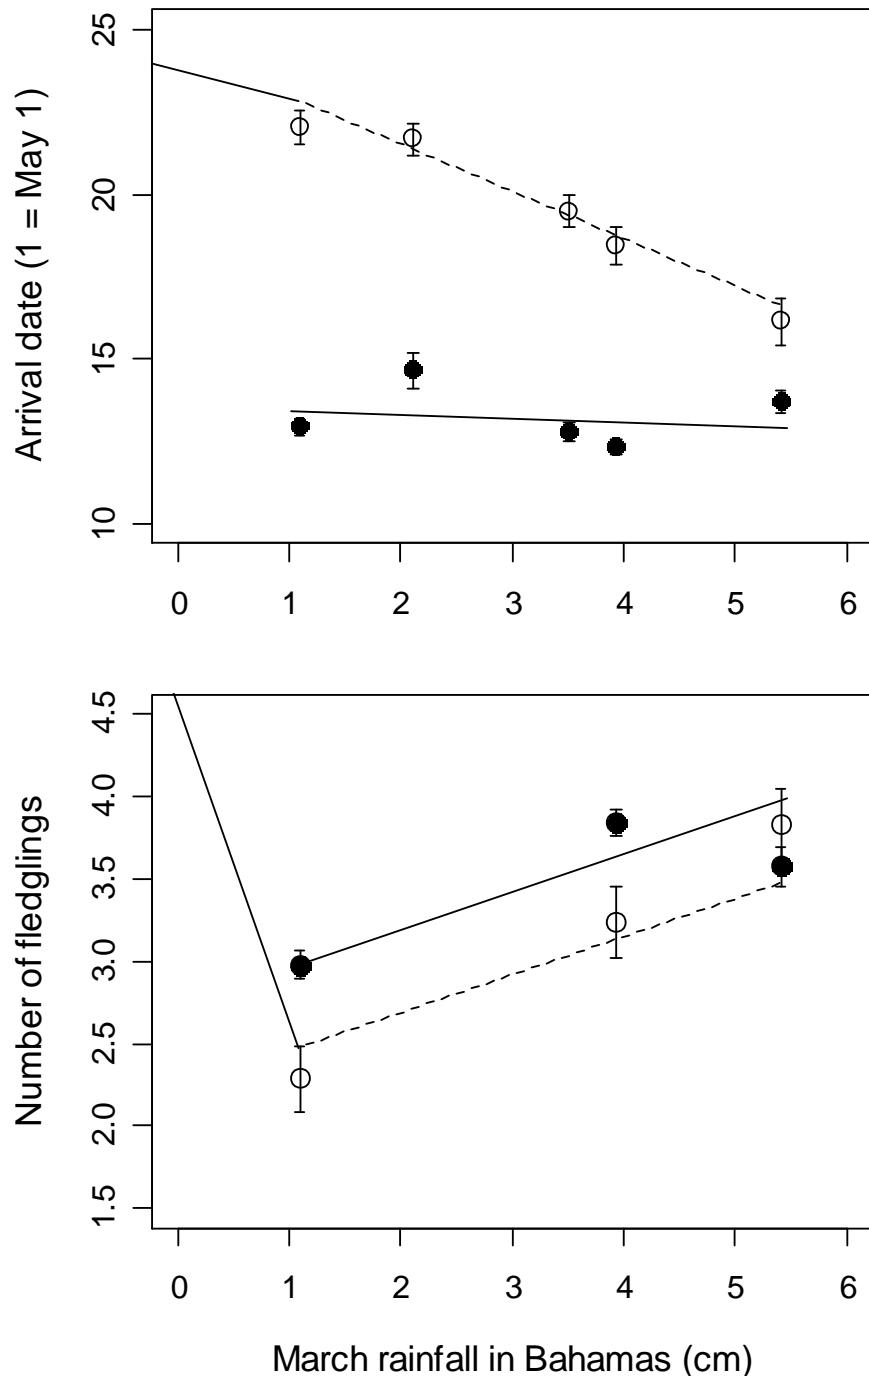 Arrival date (1 = May 1)
25
20
15
10
0 1 2 3 4 5 6
Number of fledglings
4.5
4.0
3.5
3.0
2.5
2.0
1.5
0 1 2 3 4 5 6
March rainfall in Bahamas (cm)